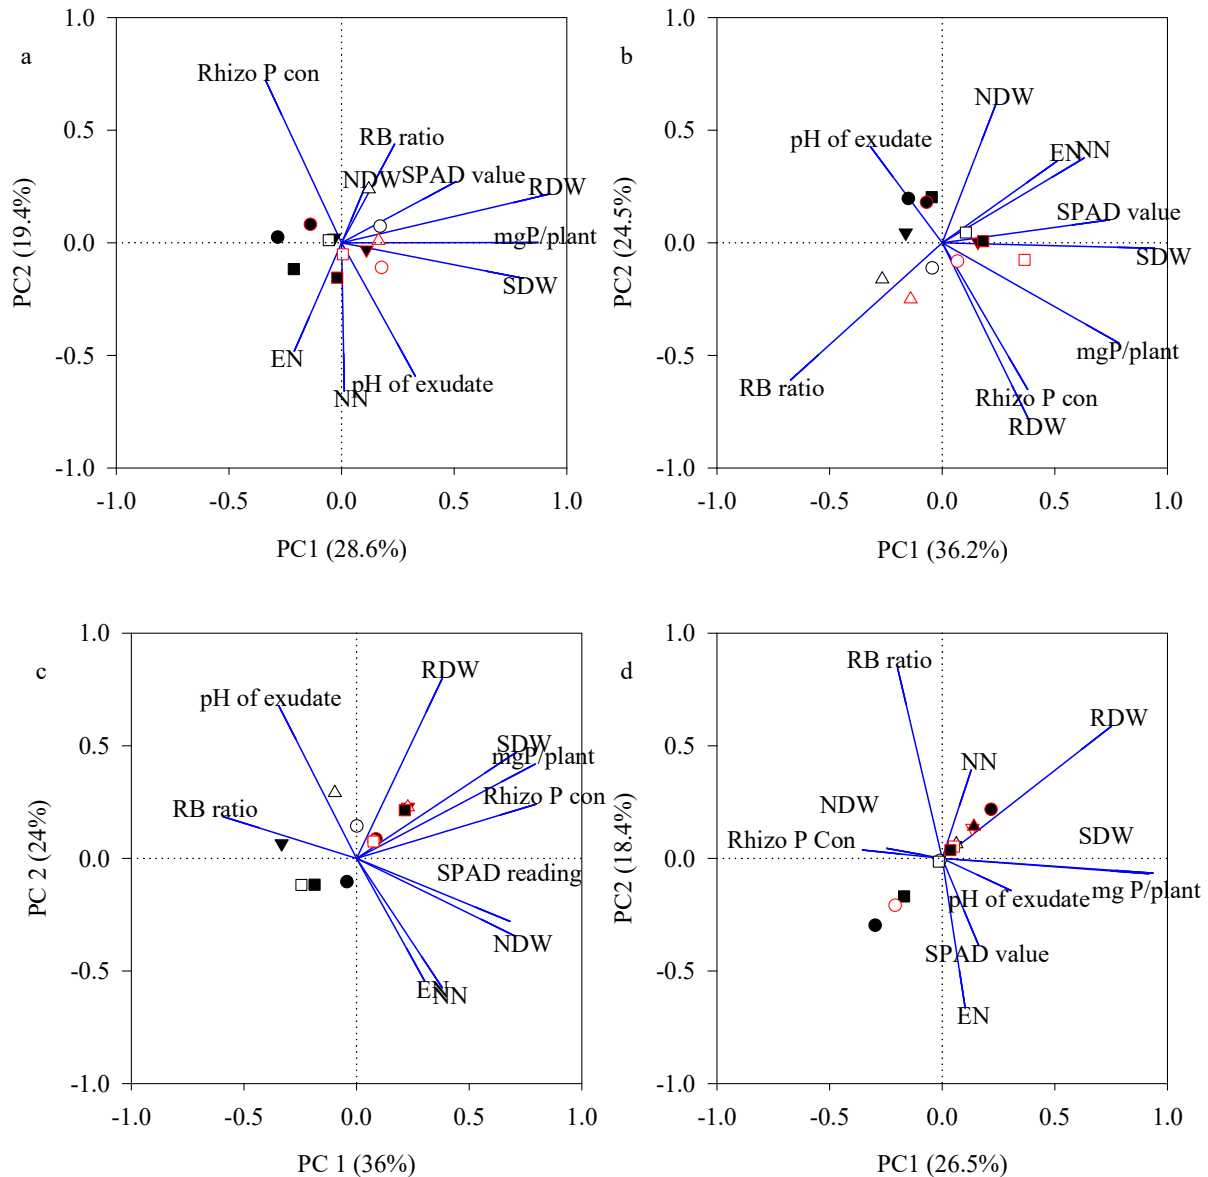 a
1.0
0.5
0.0
-0.5
-1.0
PC2 (19.4%)
Rhizo P con
RB ratio
NDW
SPAD value
RDW
mgP/plant
SDW
EN
NN
pH of exudate
-1.0 -0.5 0.0 0.5 1.0
PC1 (28.6%)
b
1.0
0.5
0.0
-0.5
-1.0
PC2 (24.5%)
NDW
pH of exudate
EN
NN
SPAD value
SDW
mgP/plant
RB ratio
Rhizo P con
RDW
-1.0 -0.5 0.0 0.5 1.0
PC1 (36.2%)
c
1.0
0.5
0.0
-0.5
-1.0
PC 2 (24%)
RDW
pH of exudate
SDW
mgP/plant
Rhizo P con
RB ratio
SPAD reading
NDW
EN
NN
-1.0 -0.5 0.0 0.5 1.0
PC 1 (36%)
d
1.0
0.5
0.0
-0.5
-1.0
PC2 (18.4%)
RB ratio
RDW
NN
NDW
Rhizo P Con
SDW
mg P/plant
pH of exudate
SPAD value
EN
-1.0 -0.5 0.0 0.5 1.0
PC1 (26.5%)